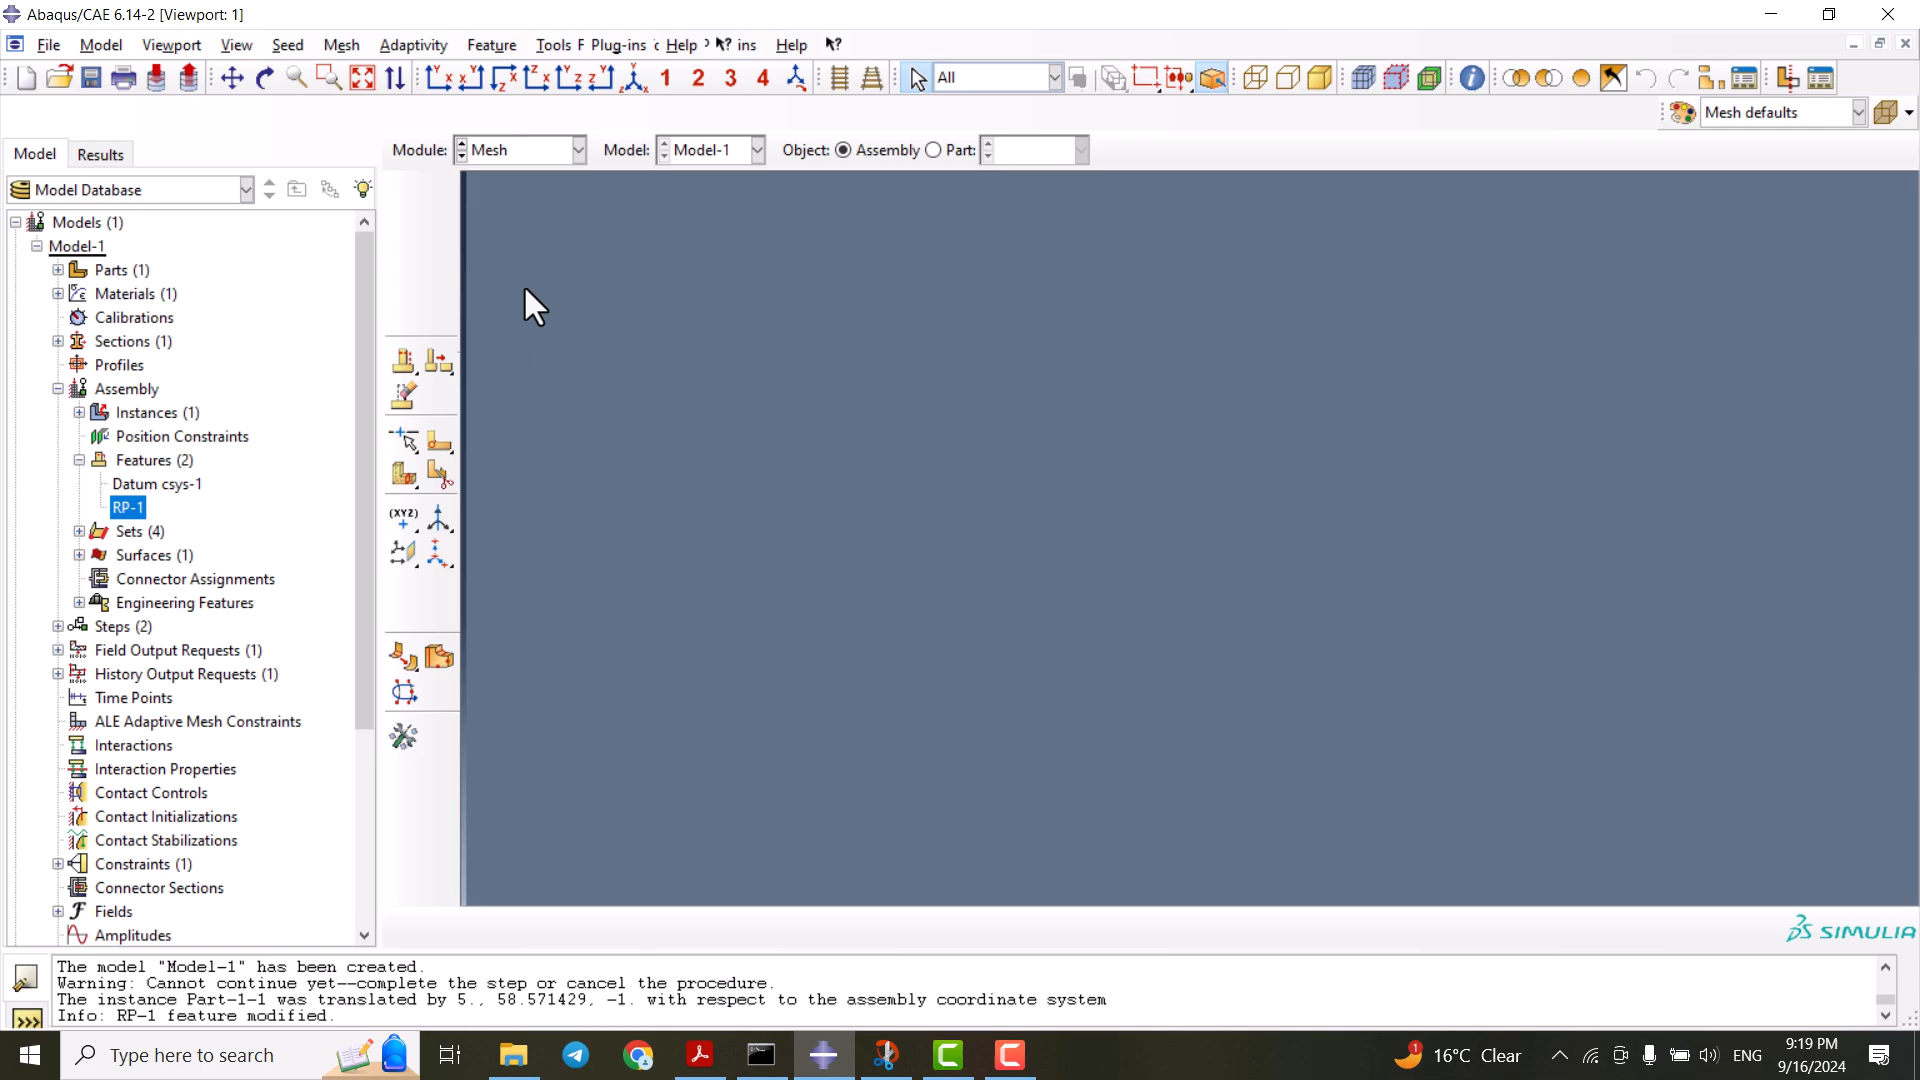 Abaqus/CAE 6.14-2 [Viewport: 1]
File Model Viewport View Seed Mesh Adaptivity Feature Tools F Plug-ins Help ins Help
1 2 3 4 All
Mesh defaults
Model Results
Module: Mesh Model: Model-1 Object: Assembly Part:
Model Database
Models (1)
Model-1
Parts (1)
Materials (1)
Calibrations
Sections (1)
Profiles
Assembly
Instances (1)
Position Constraints
Features (2)
Datum csys-1
RP-1
Sets (4)
Surfaces (1)
Connector Assignments
Engineering Features
Steps (2)
Field Output Requests (1)
History Output Requests (1)
Time Points
ALE Adaptive Mesh Constraints
Interactions
Interaction Properties
Contact Controls
Contact Initializations
Contact Stabilizations
Constraints (1)
Connector Sections
Fields
Amplitudes
(XYZ)
SIMULIA
The model "Model-1" has been created.
Warning: Cannot continue yet--complete the step or cancel the procedure.
The instance Part-1-1 was translated by 5., 58.571429, -1. with respect to the assembly coordinate system
Info: RP-1 feature modified.
>>>
Type here to search
1 16°C Clear
ENG
9:19 PM
9/16/2024